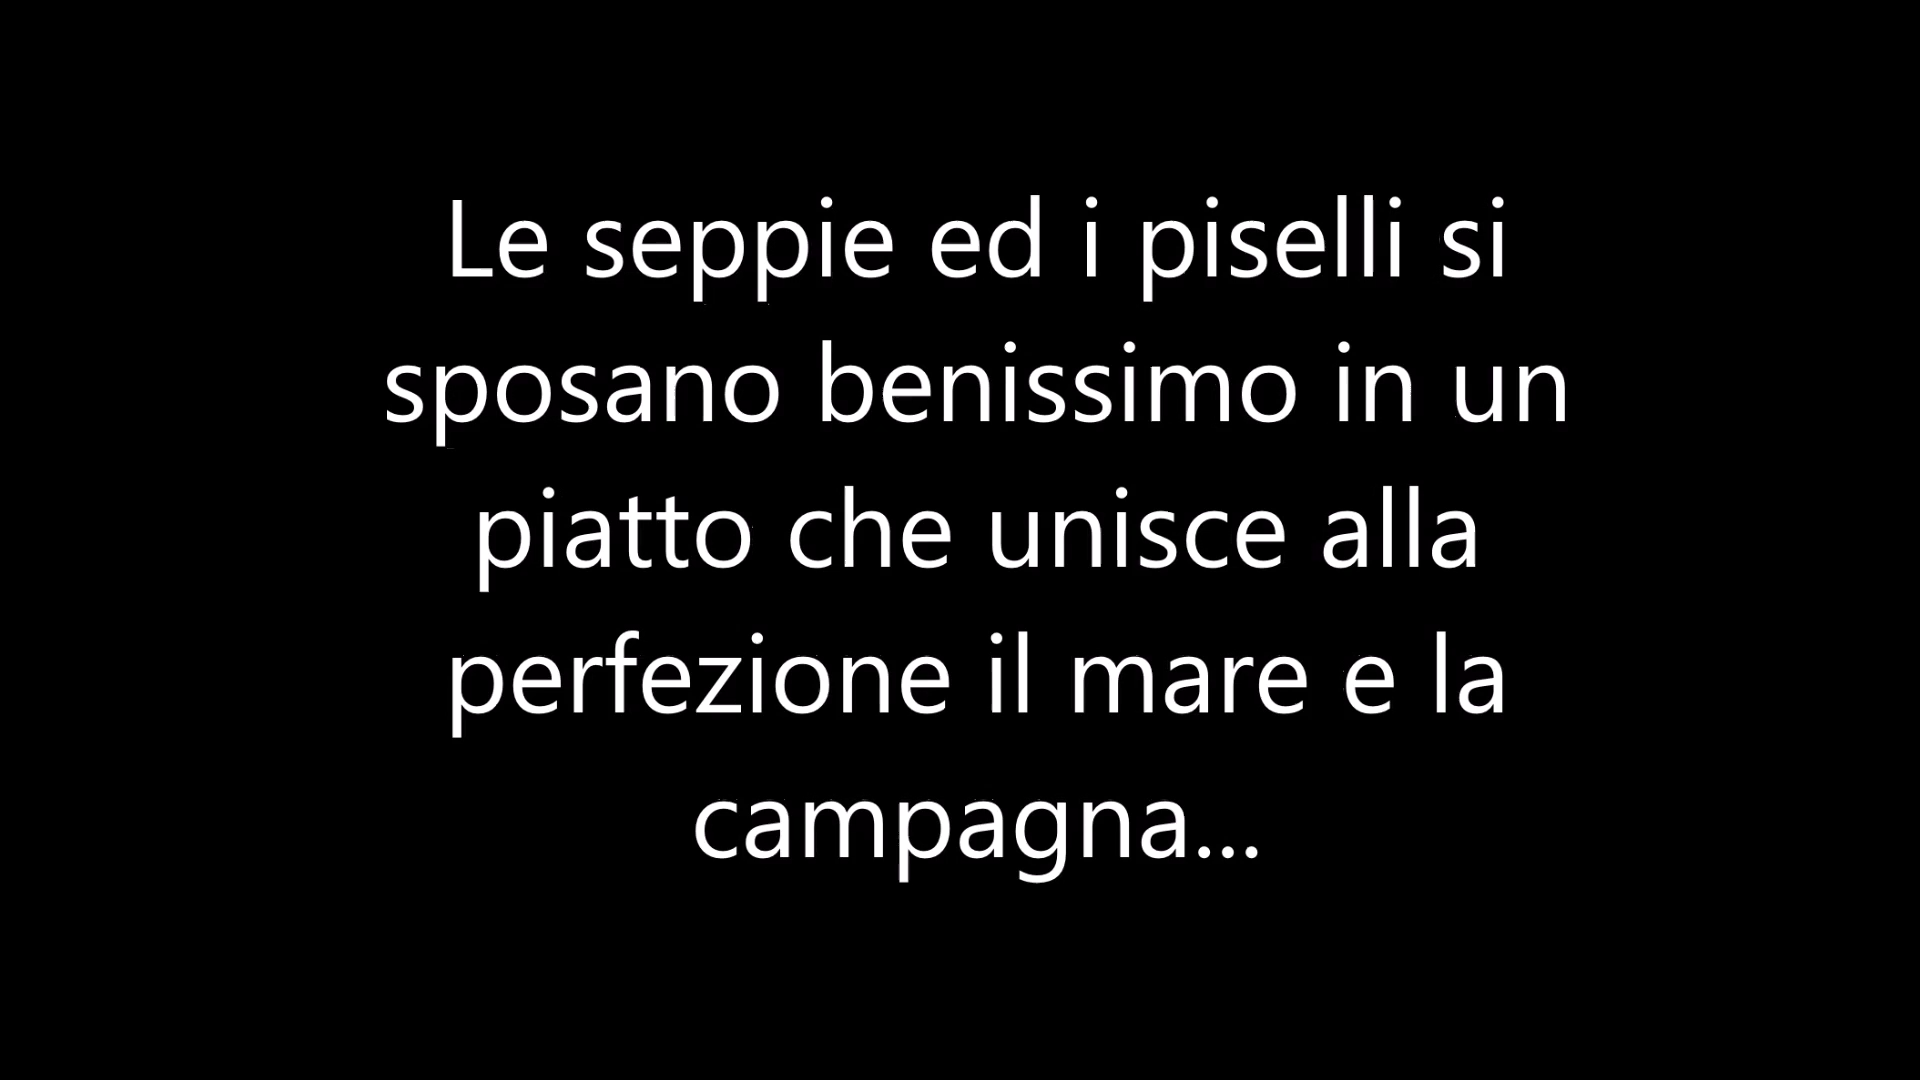 Le seppie ed i piselli si
sposano benissimo in un
piatto che unisce alla
perfezione il mare e la
campagna...